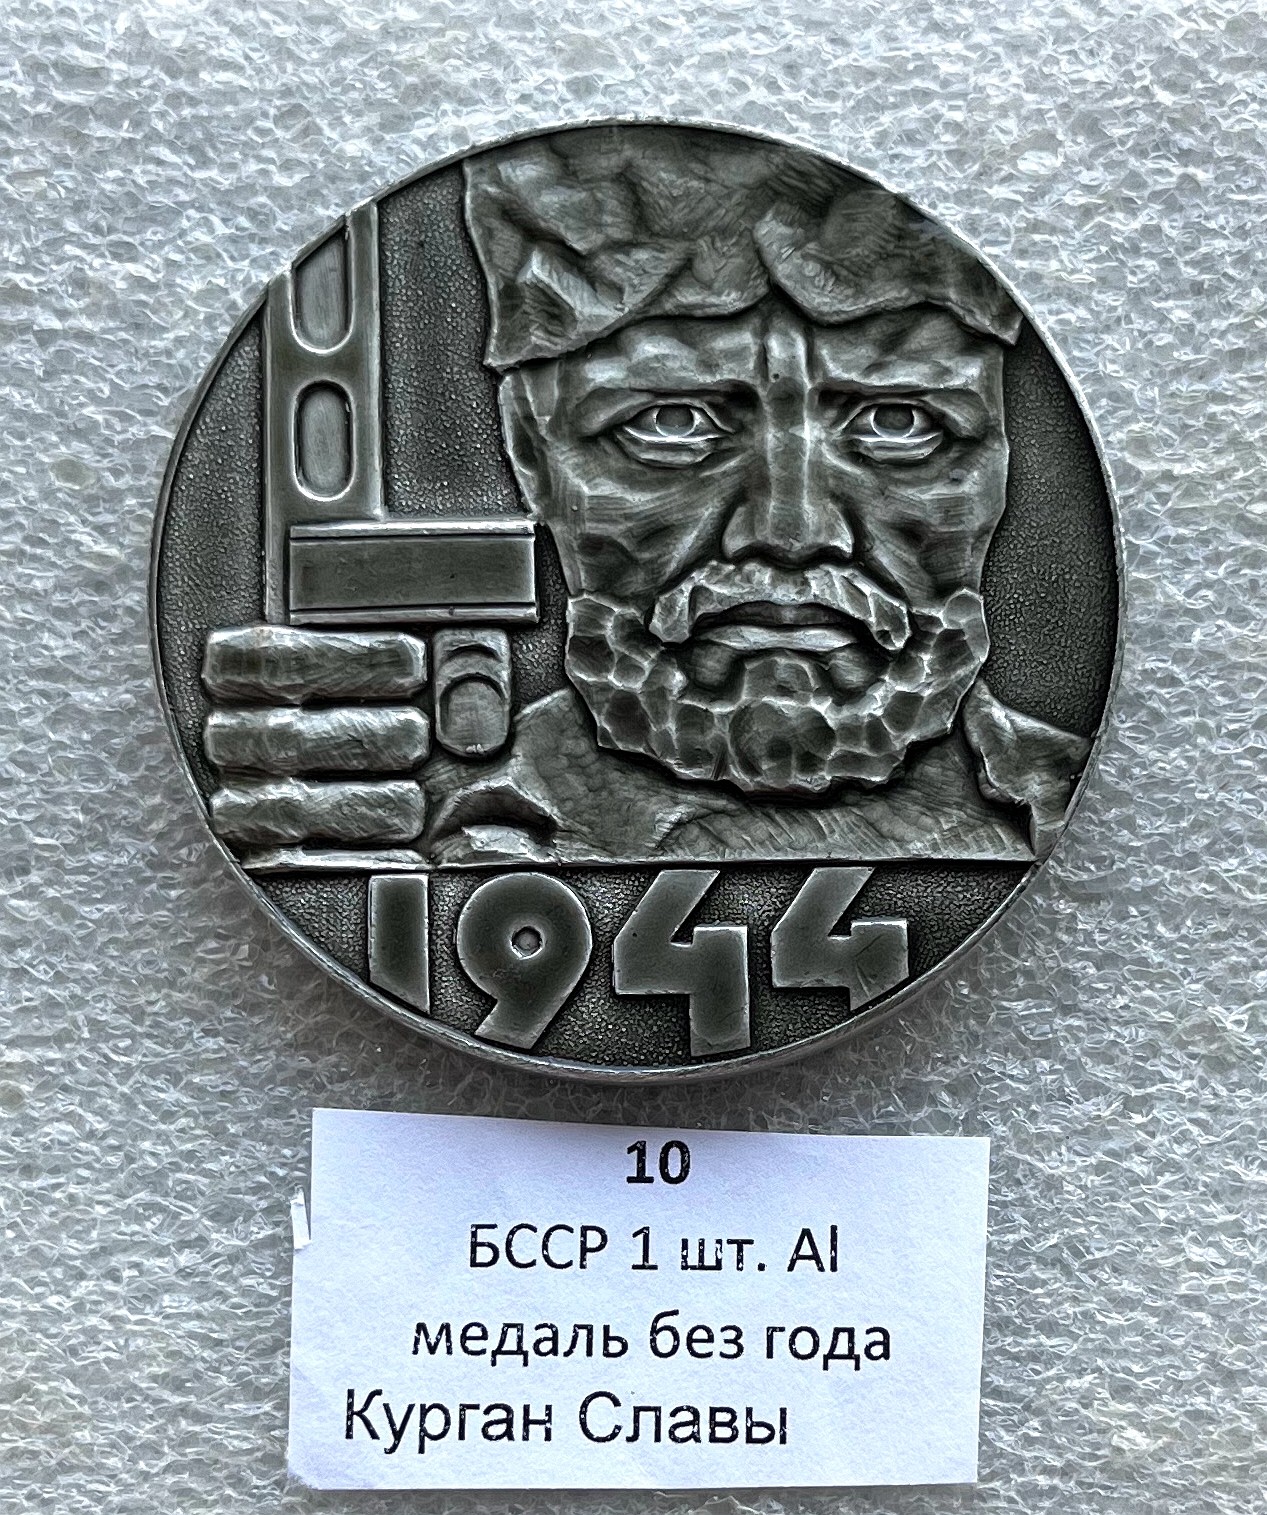 1944
10
БССР 1 шт. Al
медаль без года
Курган Славы